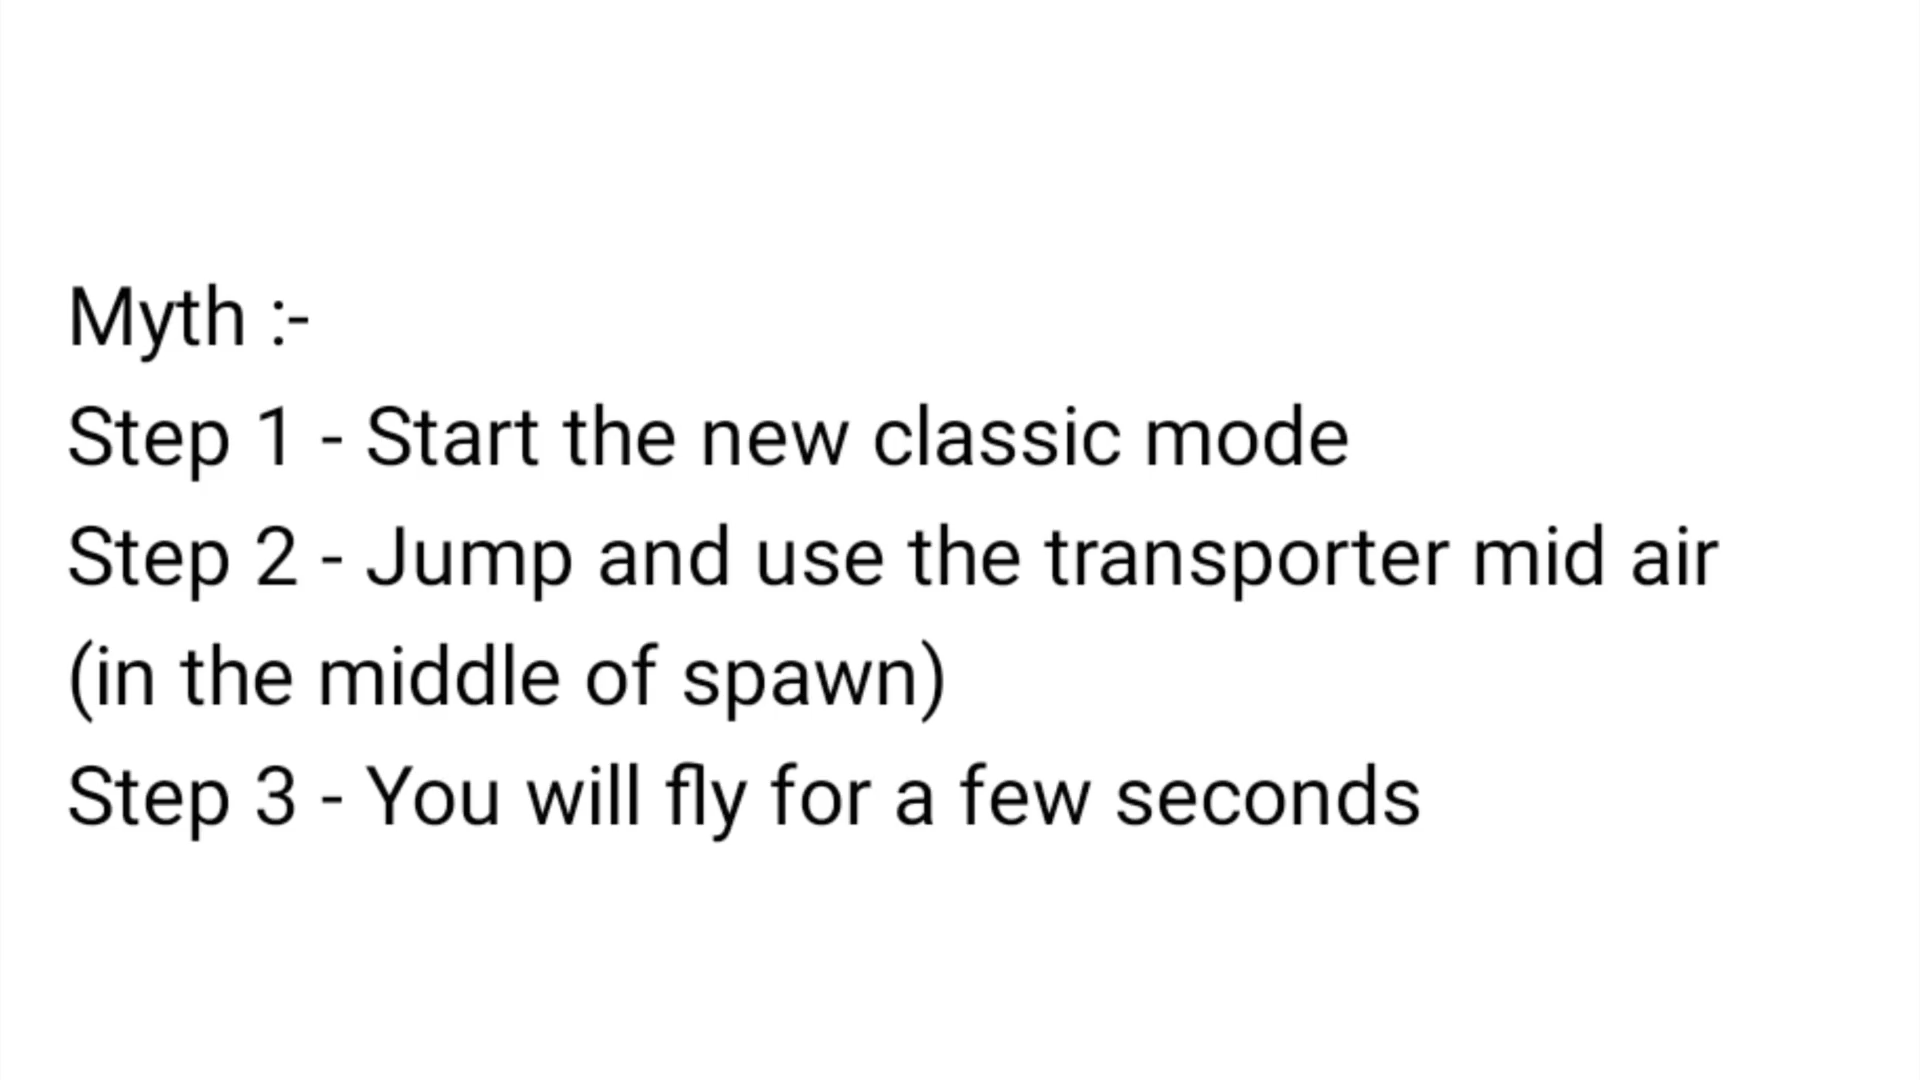 Myth :-
Step 1 - Start the new classic mode
Step 2 - Jump and use the transporter mid air
(in the middle of spawn)
Step 3 - You will fly for a few seconds